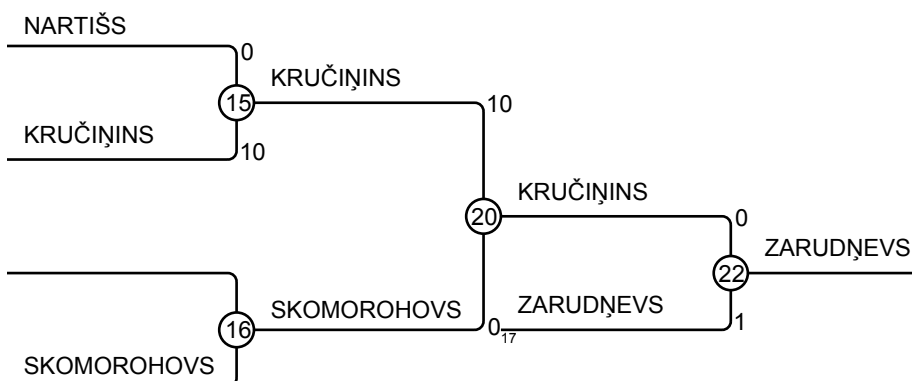 NARTIŠS
0
KRUČIŅINS
15
10
KRUČIŅINS
10
KRUČIŅINS
20
0
ZARUDŅEVS
22
SKOMOROHOVS
ZARUDŅEVS
16
0
17
1
SKOMOROHOVS